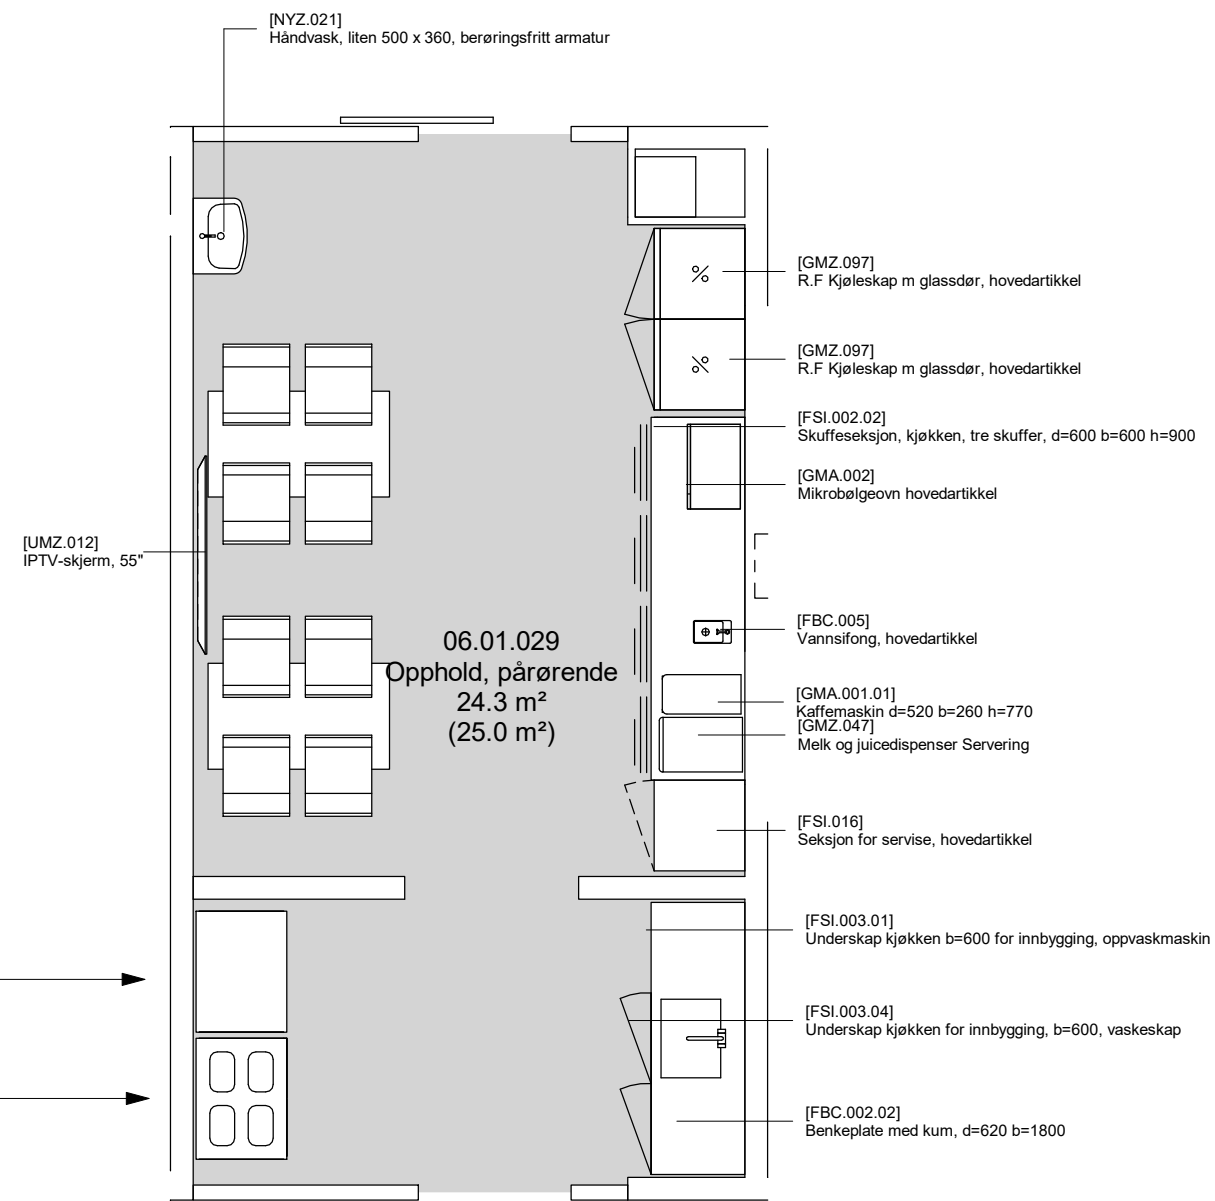 [NYZ.021]
Håndvask, liten 500 x 360, berøringsfritt armatur
[GMZ.097]
R.F Kjøleskap m glassdør, hovedartikkel
[GMZ.097]
R.F Kjøleskap m glassdør, hovedartikkel
[FSI.002.02]
Skuffeseksjon, kjøkken, tre skuffer, d=600 b=600 h=900
[GMA.002]
Mikrobølgeovn hovedartikkel
[UMZ.012]
IPTV-skjerm, 55"
[FBC.005]
Vannsifong, hovedartikkel
06.01.029
Opphold, pårørende
24.3 m²
(25.0 m²)
[GMA.001.01]
Kaffemaskin d=520 b=260 h=770
[GMZ.047]
Melk og juicedispenser Servering
[FSI.016]
Seksjon for servise, hovedartikkel
[FSI.003.01]
Underskap kjøkken b=600 for innbygging, oppvaskmaskin
[FSI.003.04]
Underskap kjøkken for innbygging, b=600, vaskeskap
[FBC.002.02]
Benkeplate med kum, d=620 b=1800